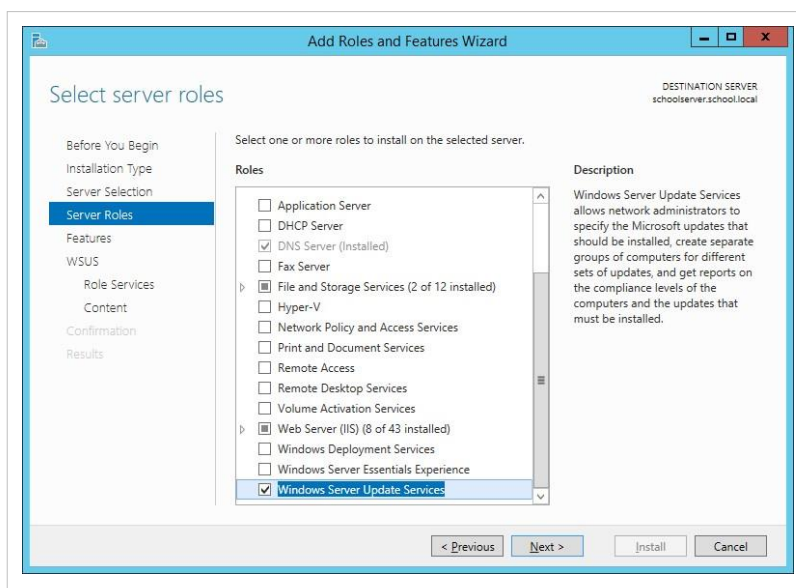 Add Roles and Features Wizard
Select server roles
DESTINATION SERVER
schoolserver.school.local
Before You Begin
Installation Type
Server Selection
Server Roles
Features
WSUS
Role Services
Content
Confirmation
Results
Select one or more roles to install on the selected server.
Roles
Application Server
DHCP Server
DNS Server (Installed)
Fax Server
File and Storage Services (2 of 12 installed)
Hyper-V
Network Policy and Access Services
Print and Document Services
Remote Access
Remote Desktop Services
Volume Activation Services
Web Server (IIS) (8 of 43 installed)
Windows Deployment Services
Windows Server Essentials Experience
Windows Server Update Services
Description
Windows Server Update Services
allows network administrators to
specify the Microsoft updates that
should be installed, create separate
groups of computers for different
sets of updates, and get reports on
the compliance levels of the
computers and the updates that
must be installed.
< Previous
Next >
Install
Cancel